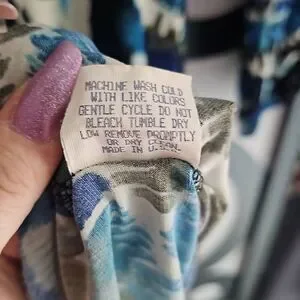 MACHINE WASH COLD
WITH LIKE COLORS
GENTLE CYCLE DO NOT
BLEACH TUMBLE DRY
LOW REMOVE PROMPTLY
OR DRY CLEAN.
MADE IN U.S.A.